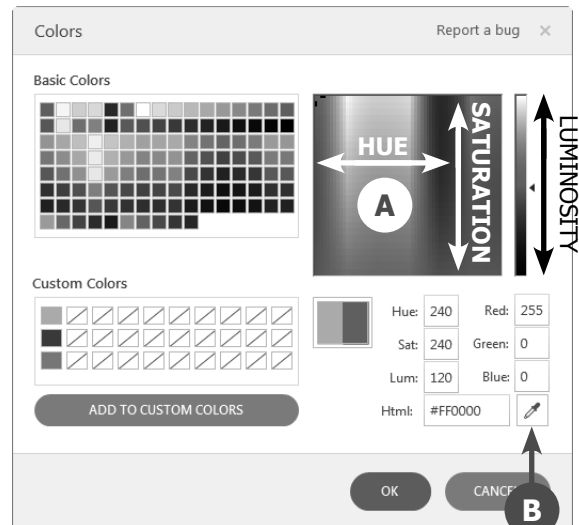 Colors
Report a bug ×
Basic Colors
HUE
SATURATION
LUMINOSITY
A
Custom Colors
Hue: 240 Red: 255
Sat: 240 Green: 0
Lum: 120 Blue: 0
ADD TO CUSTOM COLORS
Html: #FF0000
OK
CANCE
B